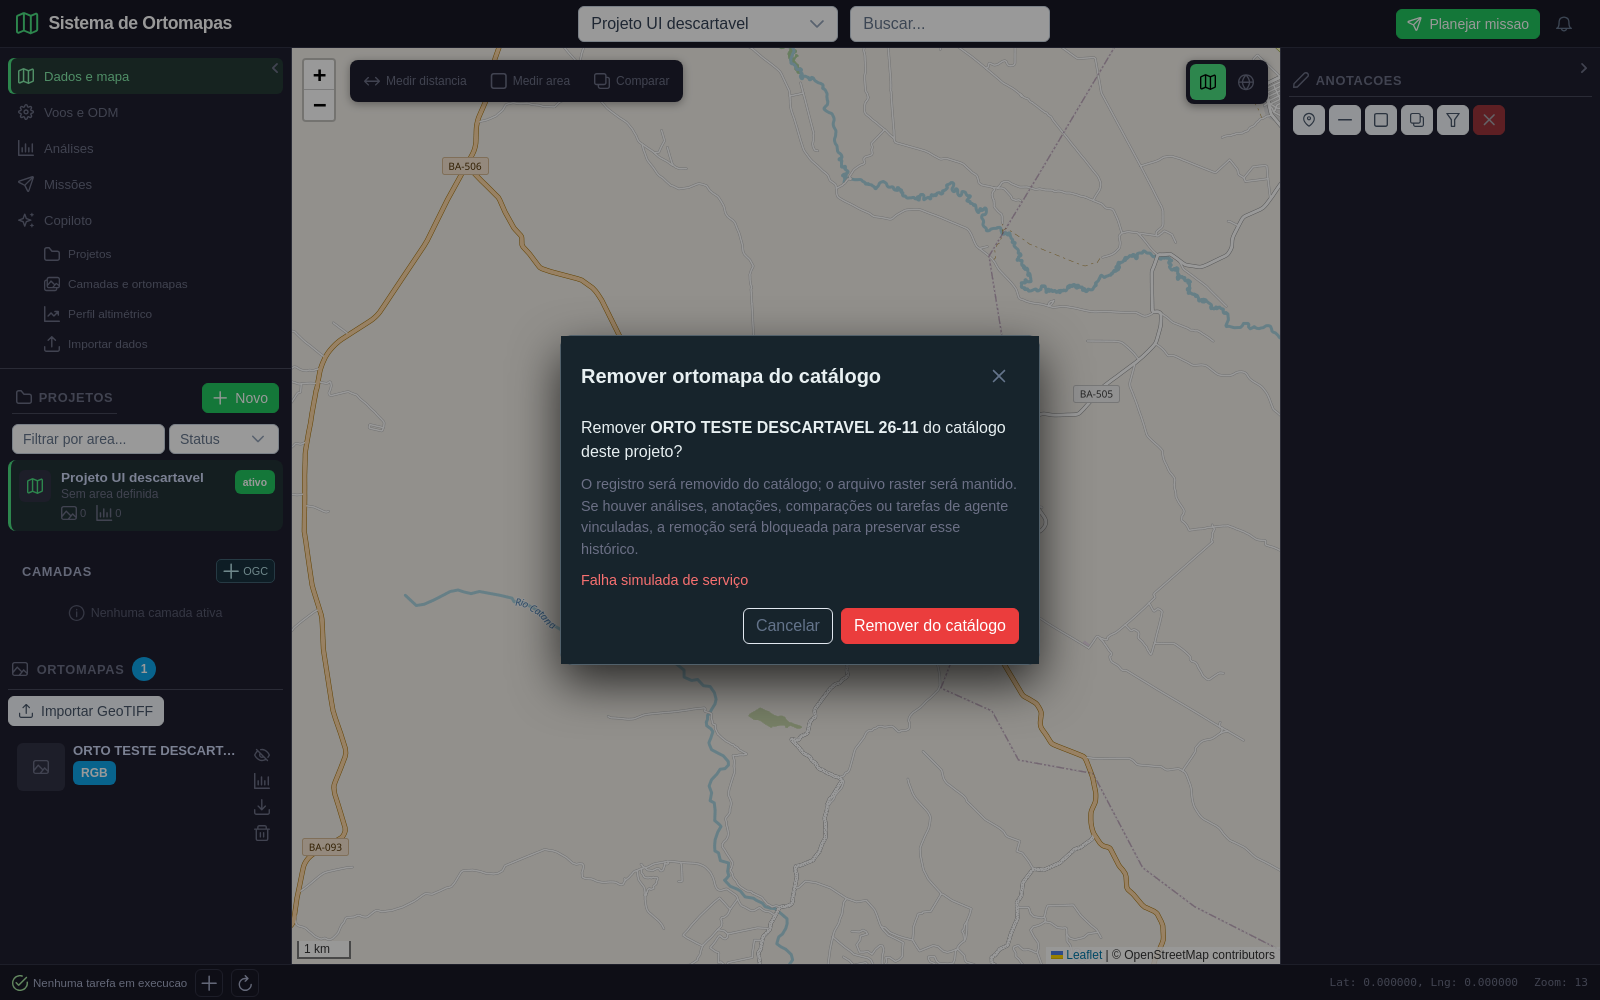 Sistema de Ortomapas
Projeto UI descartavel
Buscar...
Planejar missao
Dados e mapa
Voos e ODM
Análises
Missões
Copiloto
Projetos
Camadas e ortomapas
Perfil altimétrico
Importar dados
PROJETOS
Novo
Filtrar por area...
Status
Projeto UI descartavel
ativo
Sem area definida
0
0
CAMADAS
OGC
Nenhuma camada ativa
ORTOMAPAS
1
Importar GeoTIFF
ORTO TESTE DESCART...
RGB
+
−
Medir distancia
Medir area
Comparar
BA-506
BA-505
BA-093
Rio Catana
1 km
Leaflet | © OpenStreetMap contributors
Remover ortomapa do catálogo
Remover ORTO TESTE DESCARTAVEL 26-11 do catálogo
deste projeto?
O registro será removido do catálogo; o arquivo raster será mantido.
Se houver análises, anotações, comparações ou tarefas de agente
vinculadas, a remoção será bloqueada para preservar esse
histórico.
Falha simulada de serviço
Cancelar
Remover do catálogo
ANOTACOES
Nenhuma tarefa em execucao
Lat: 0.000000, Lng: 0.000000
Zoom: 13